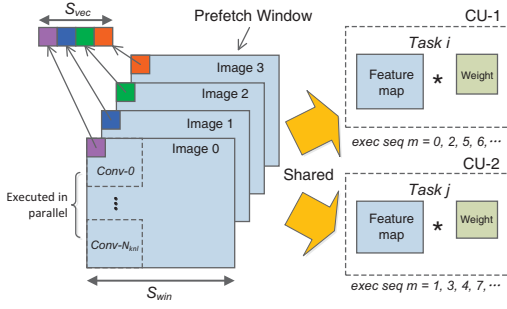 S_vec
Prefetch Window
Image 3
Image 2
Image 1
Image 0
Conv-0
Executed in
parallel
Conv-N_knl
S_win
Shared
CU-1
Task i
Feature
map
*
Weight
exec seq m = 0, 2, 5, 6,···
CU-2
Task j
Feature
map
*
Weight
exec seq m = 1, 3, 4, 7,···